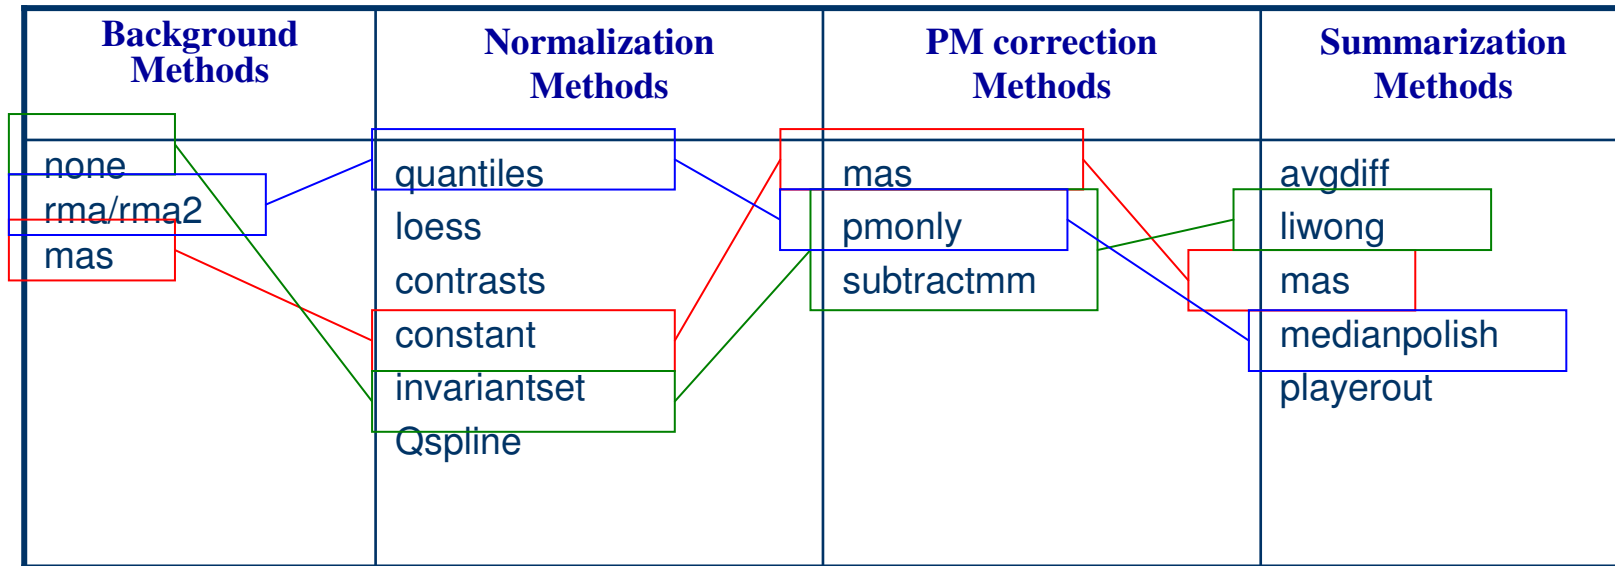 Background
Methods
Normalization
Methods
PM correction
Methods
Summarization
Methods
none
rma/rma2
mas
quantiles
loess
contrasts
constant
invariantset
Qspline
mas
pmonly
subtractmm
avgdiff
liwong
mas
medianpolish
playerout